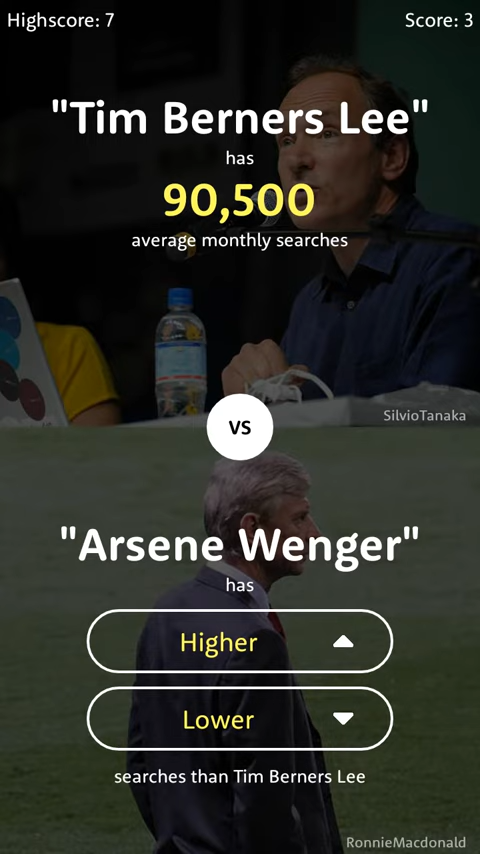 Highscore: 7
Score: 3
"Tim Berners Lee"
has
90,500
average monthly searches
SilvioTanaka
VS
"Arsene Wenger"
has
Higher
Lower
searches than Tim Berners Lee
RonnieMacdonald